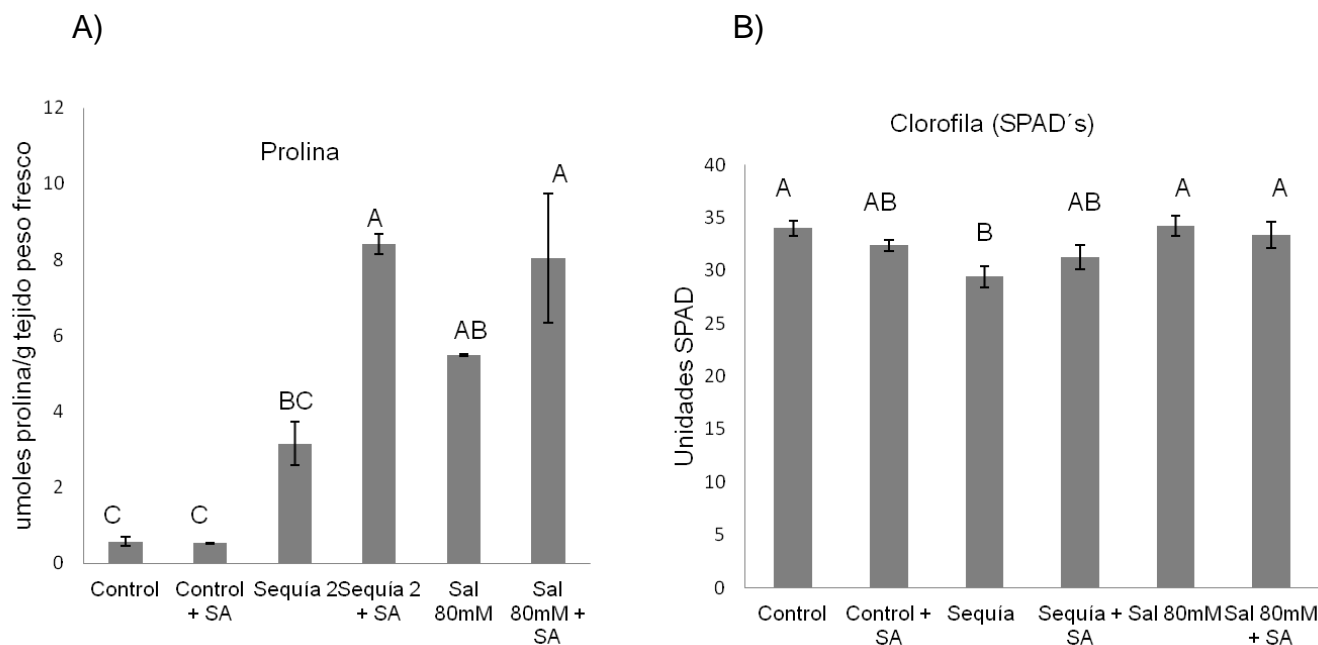 A)
B)
Prolina
umoles prolina/g tejido peso fresco
12
10
8
6
4
2
0
C
C
BC
A
AB
A
Control
Control + SA
Sequía 2
Sequía 2 + SA
Sal 80mM
Sal 80mM + SA
Clorofila (SPAD´s)
Unidades SPAD
40
35
30
25
20
15
10
5
0
A
AB
B
AB
A
A
Control
Control + SA
Sequía
Sequía + SA
Sal 80mM
Sal 80mM + SA